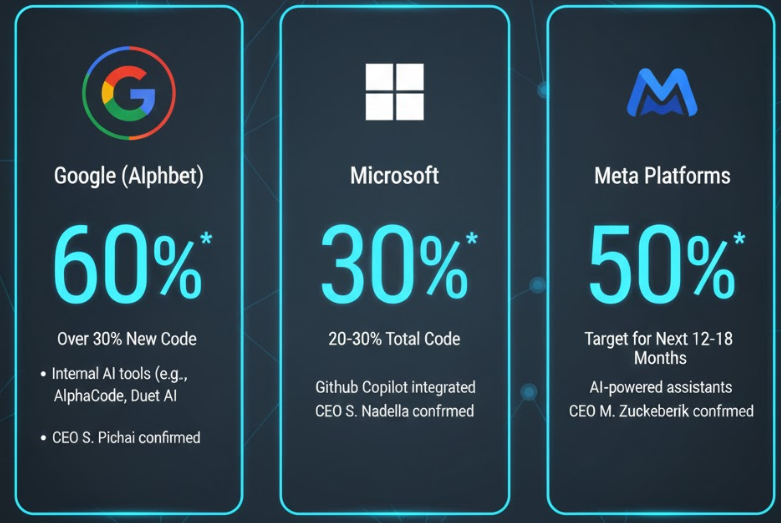 Google (Alphbet)
60%*
Over 30% New Code
• Internal AI tools (e.g.,
AlphaCode, Duet AI
• CEO S. Pichai confirmed
Microsoft
30%*
20-30% Total Code
Github Copilot integrated
CEO S. Nadella confrmed
Meta Platforms
50%*
Target for Next 12-18
Months
AI-powered assistants
CEO M. Zuckeberik confrmed